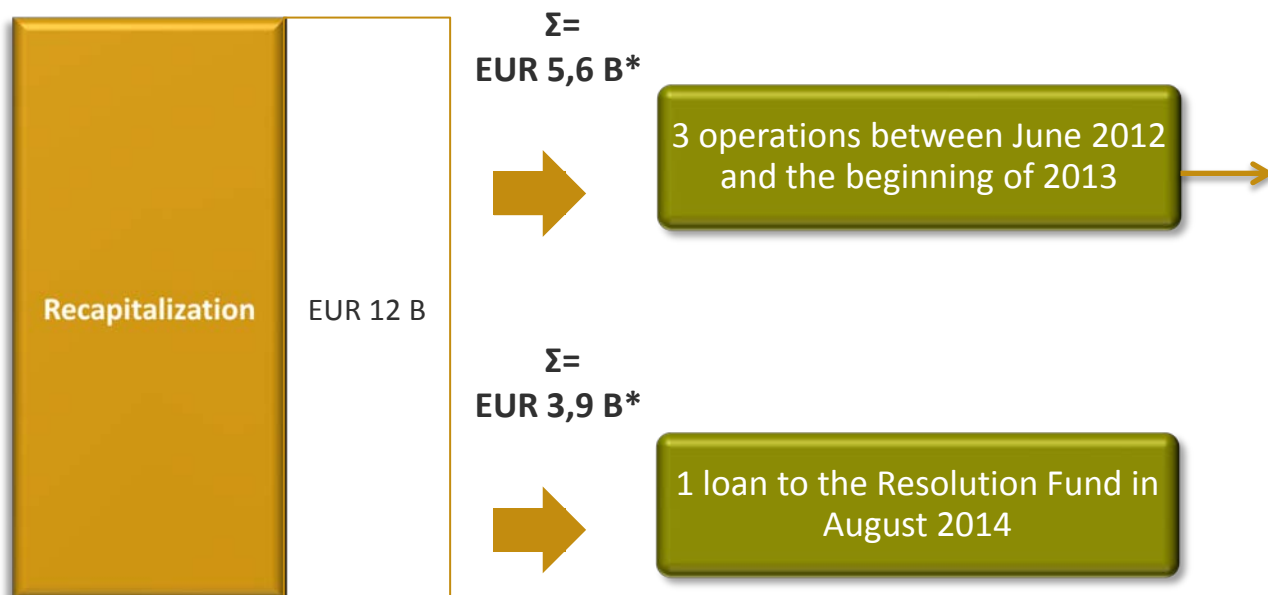 Recapitalization
EUR 12 B
Σ=
EUR 5,6 B*
3 operations between June 2012
and the beginning of 2013
Σ=
EUR 3,9 B*
1 loan to the Resolution Fund in
August 2014